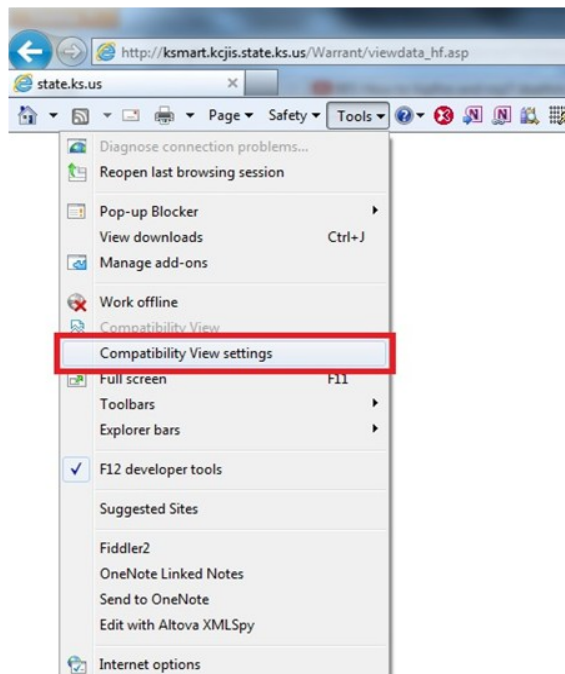 http://ksmart.kcjis.state.ks.us/Warrant/viewdata_hf.asp
state.ks.us
Page Safety Tools
Diagnose connection problems...
Reopen last browsing session
Pop-up Blocker
View downloads Ctrl+J
Manage add-ons
Work offline
Compatibility View
Compatibility View settings
Full screen F11
Toolbars
Explorer bars
F12 developer tools
Suggested Sites
Fiddler2
OneNote Linked Notes
Send to OneNote
Edit with Altova XMLSpy
Internet options